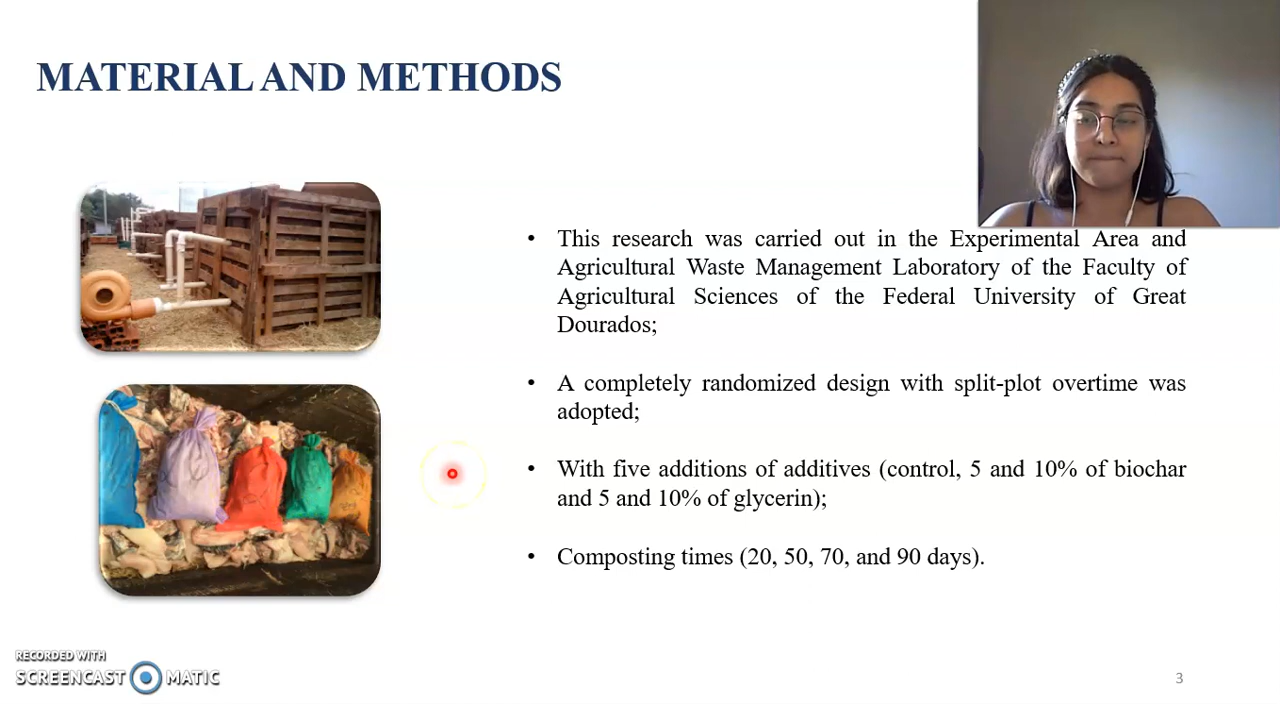 MATERIAL AND METHODS
• This research was carried out in the Experimental Area and
Agricultural Waste Management Laboratory of the Faculty of
Agricultural Sciences of the Federal University of Great
Dourados;
• A completely randomized design with split-plot overtime was
adopted;
• With five additions of additives (control, 5 and 10% of biochar
and 5 and 10% of glycerin);
• Composting times (20, 50, 70, and 90 days).
RECORDED WITH
SCREENCAST MATIC
3